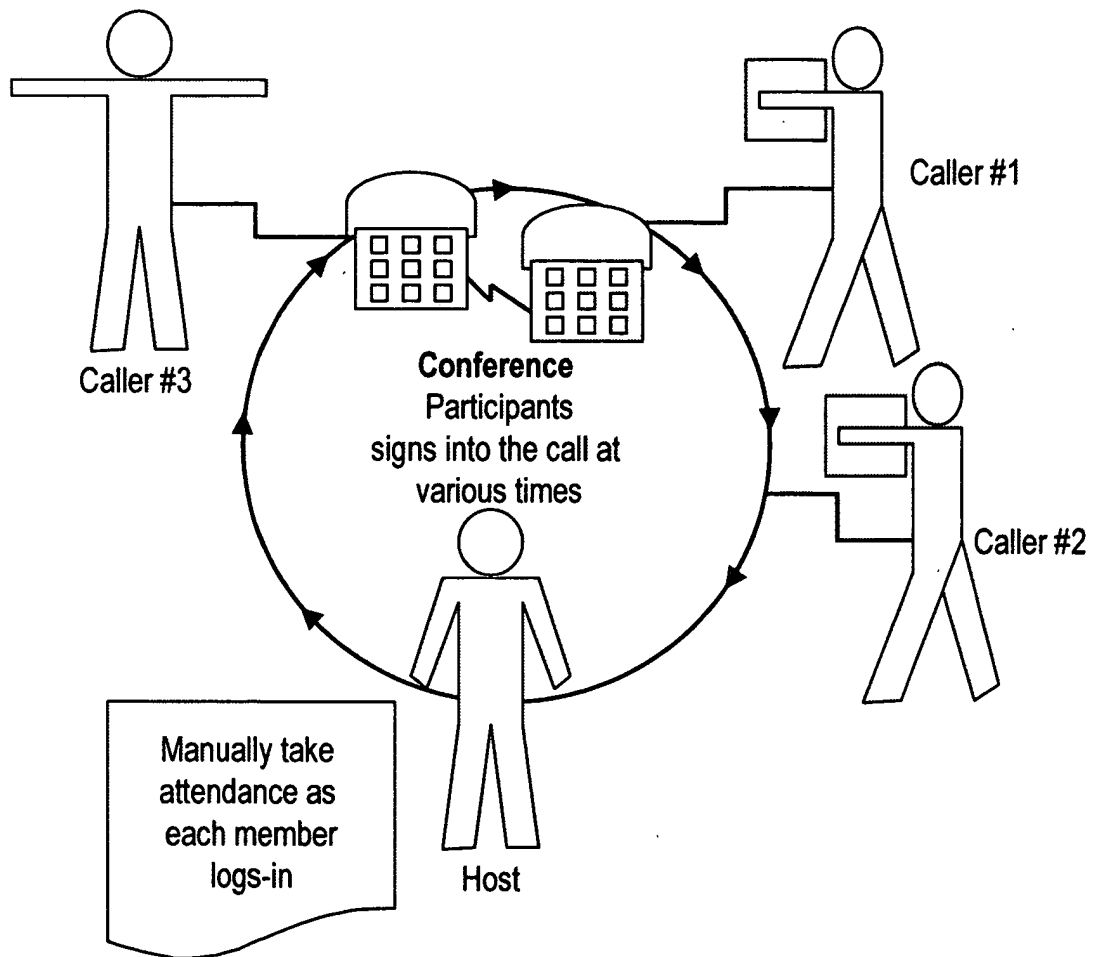 Caller #1
Caller #3
Conference
Participants
signs into the call at
various times
Caller #2
Manually take
attendance as
each member
logs-in
Host